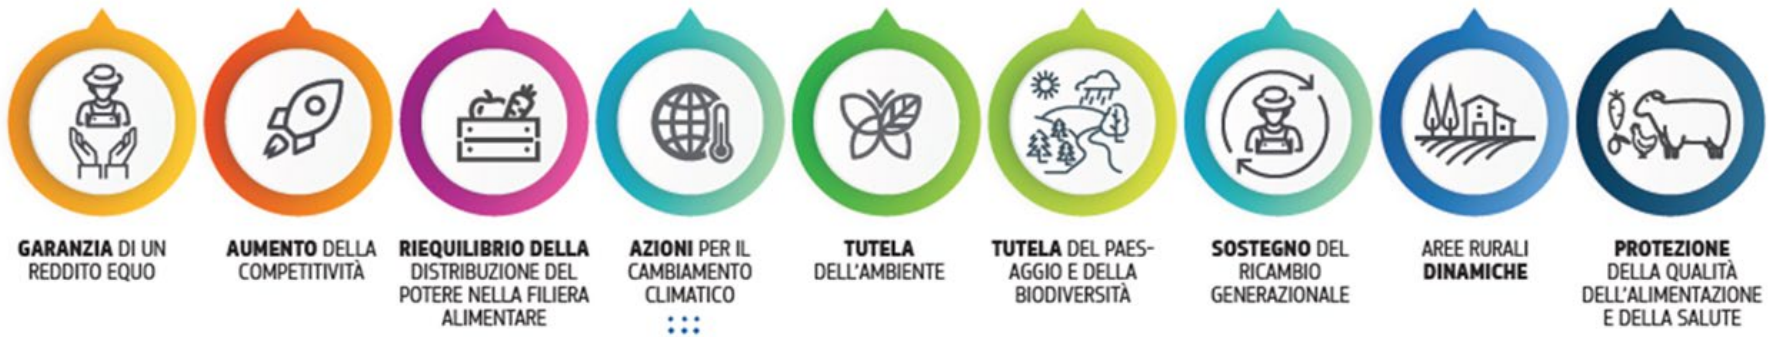 GARANZIA DI UN
REDDITO EQUO
AUMENTO DELLA
COMPETITIVITÀ
RIEQUILIBRIO DELLA
DISTRIBUZIONE DEL
POTERE NELLA FILIERA
ALIMENTARE
AZIONI PER IL
CAMBIAMENTO
CLIMATICO
TUTELA
DELL'AMBIENTE
TUTELA DEL PAES-
AGGIO E DELLA
BIODIVERSITÀ
SOSTEGNO DEL
RICAMBIO
GENERAZIONALE
AREE RURALI
DINAMICHE
PROTEZIONE
DELLA QUALITÀ
DELL'ALIMENTAZIONE
E DELLA SALUTE